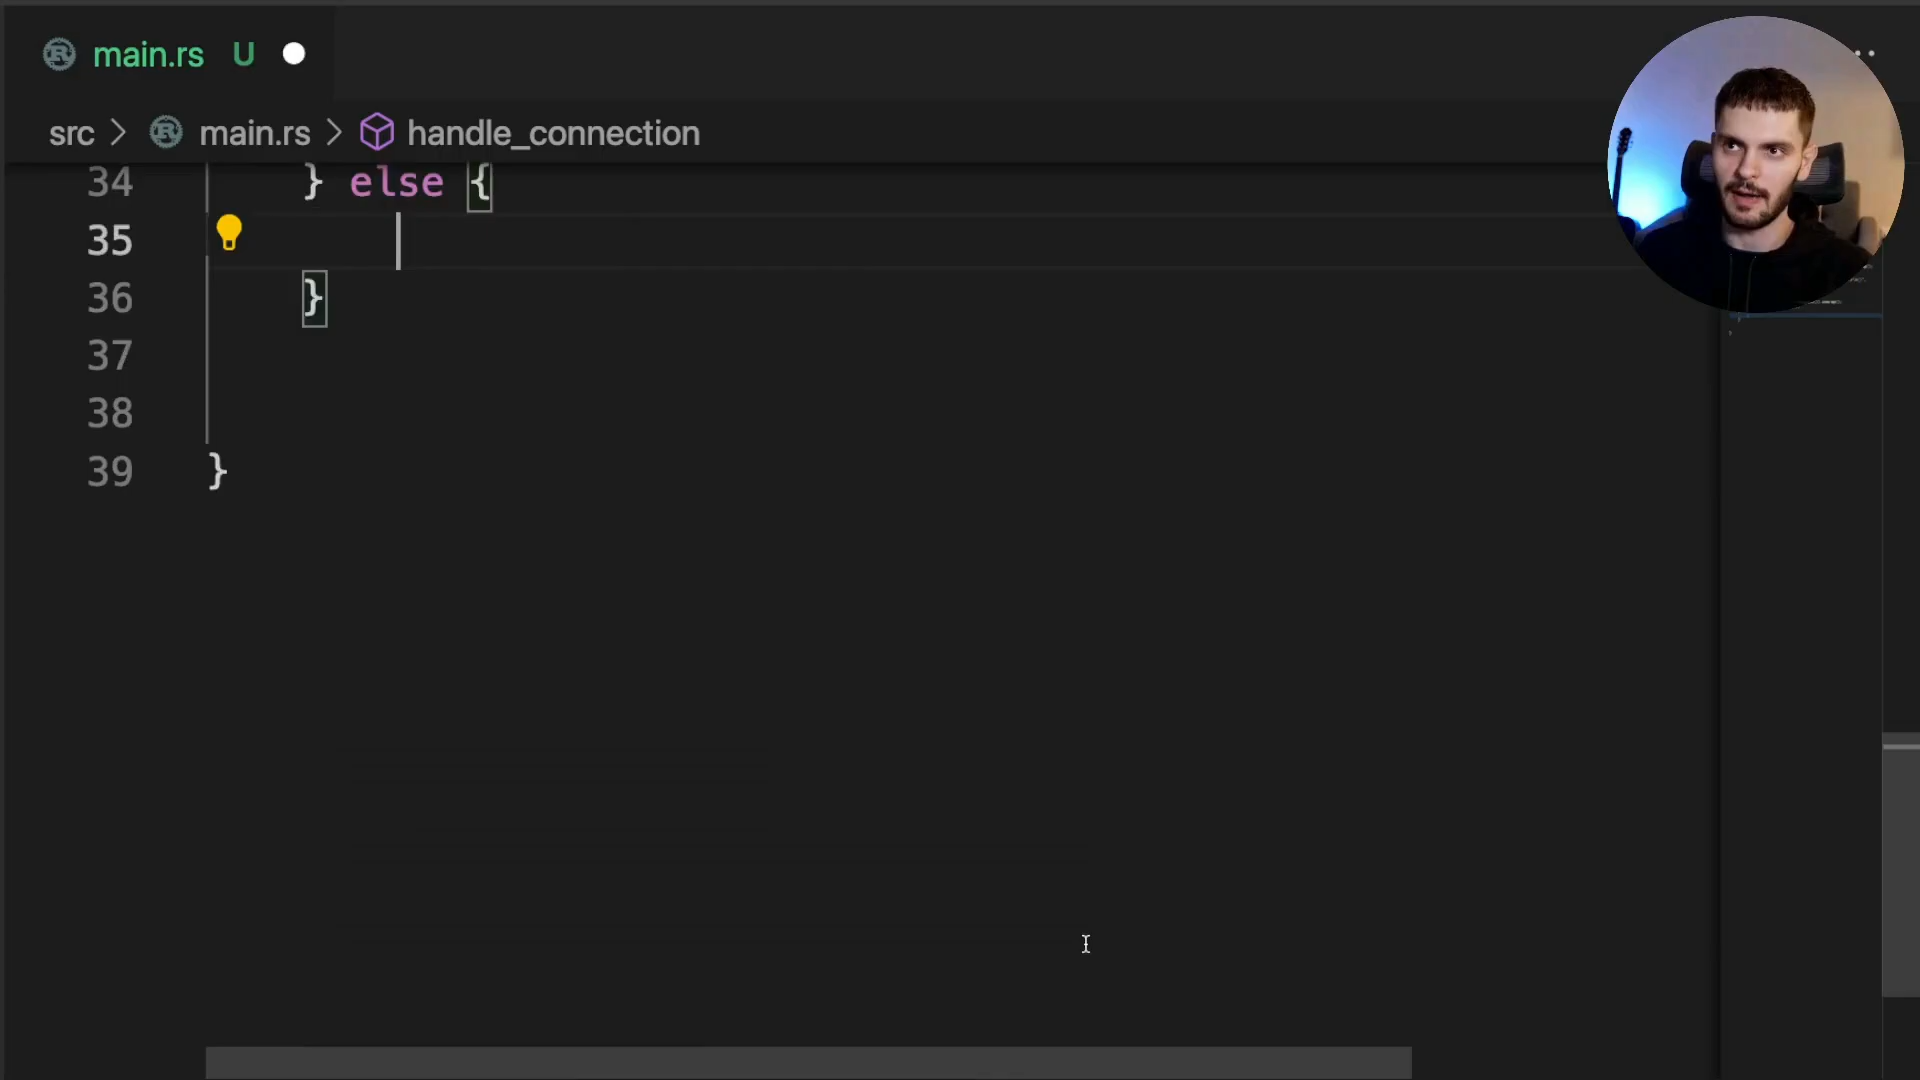 main.rs U
src > main.rs > handle_connection
34 } else {
35
36 }
37
38
39 }